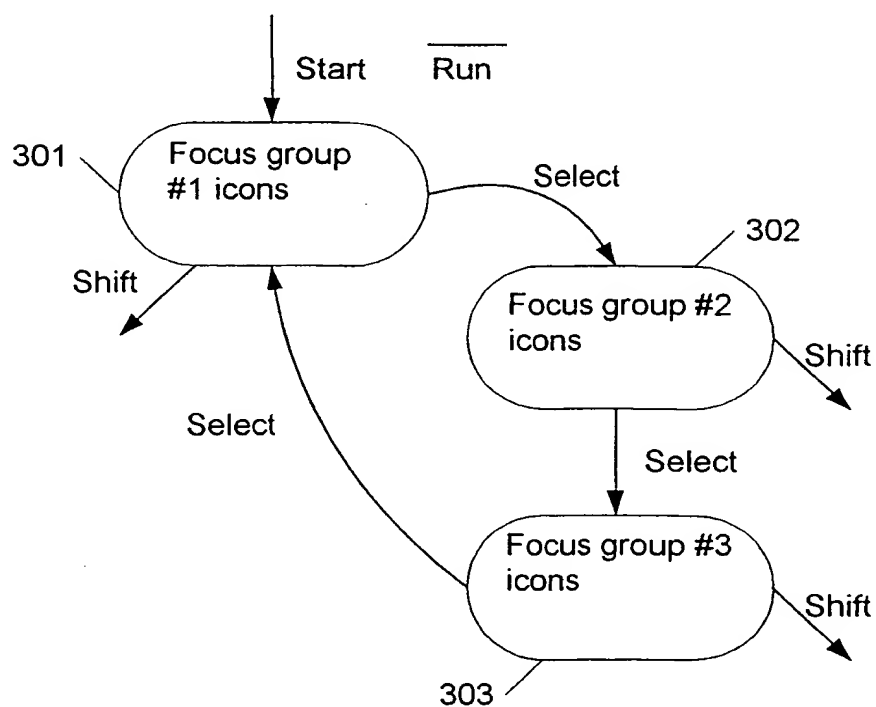 Start Run
301
Focus group
#1 icons
Select
302
Shift
Focus group #2
icons
Shift
Select
Select
Focus group #3
icons
Shift
303